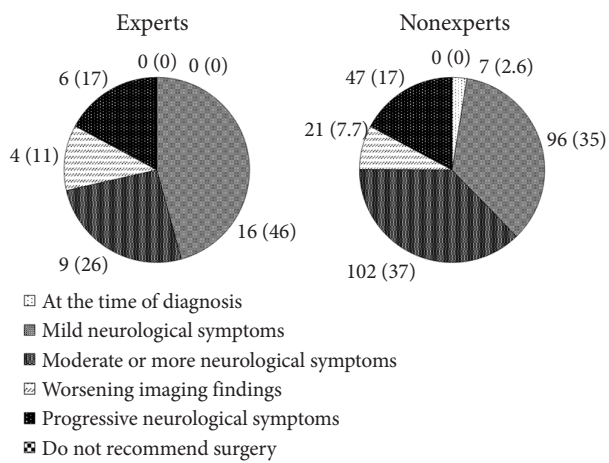 Experts
0 (0) 0 (0)
6 (17)
4 (11)
16 (46)
9 (26)
Nonexperts
0 (0) 7 (2.6)
47 (17)
21 (7.7)
96 (35)
102 (37)
At the time of diagnosis
Mild neurological symptoms
Moderate or more neurological symptoms
Worsening imaging findings
Progressive neurological symptoms
Do not recommend surgery